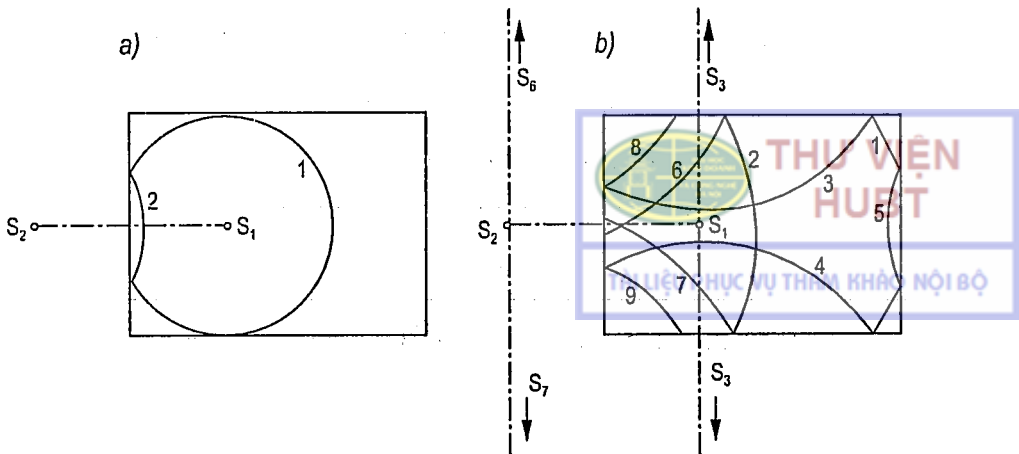 a)
S₂
S₁
1
2
b)
S₆
S₃
S₂
S₁
8
6
2
3
1
5
7
4
9
S₇
S₃
THƯ VIỆN
HUBT
TÀI LIỆU PHỤC VỤ THAM KHẢO NỘI BỘ